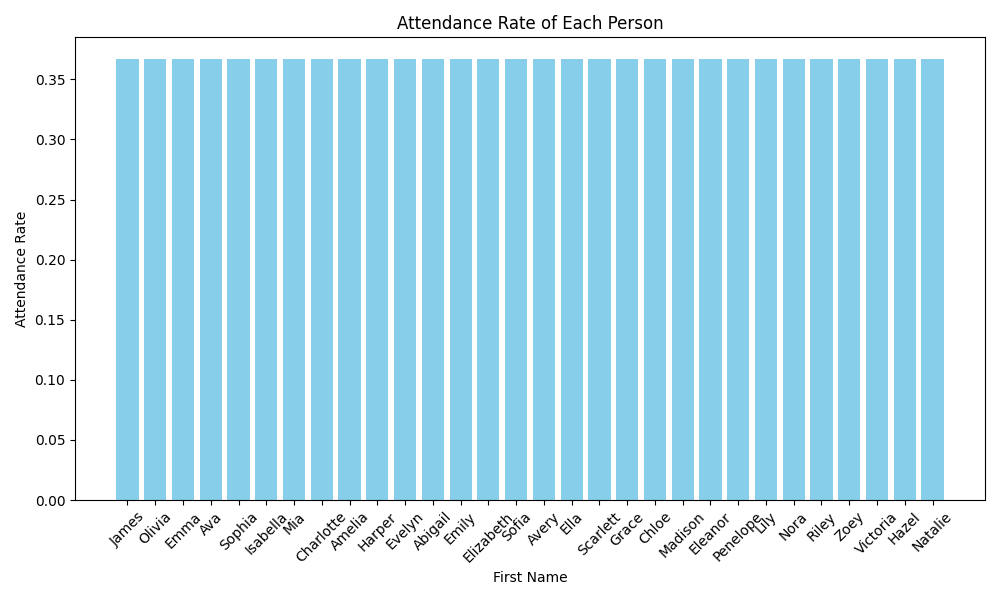 Attendance Rate of Each Person
Attendance Rate
0.35
0.30
0.25
0.20
0.15
0.10
0.05
0.00
James
Olivia
Emma
Ava
Sophia
Isabella
Mia
Charlotte
Amelia
Harper
Evelyn
Abigail
Emily
Elizabeth
Sofia
Avery
Ella
Scarlett
Grace
Chloe
Madison
Eleanor
Penelope
Lily
Nora
Riley
Zoey
Victoria
Hazel
Natalie
First Name